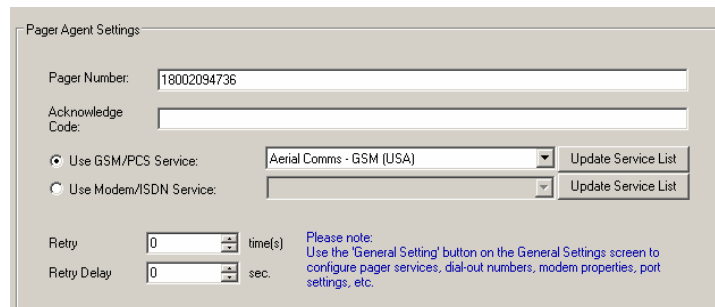 Pager Agent Settings
Pager Number: 18002094736
Acknowledge
Code:
Use GSM/PCS Service: Aerial Comms - GSM (USA) Update Service List
Use Modem/ISDN Service: Update Service List
Retry 0 time(s)
Retry Delay 0 sec.
Please note:
Use the 'General Setting' button on the General Settings screen to
configure pager services, dial-out numbers, modem properties, port
settings, etc.